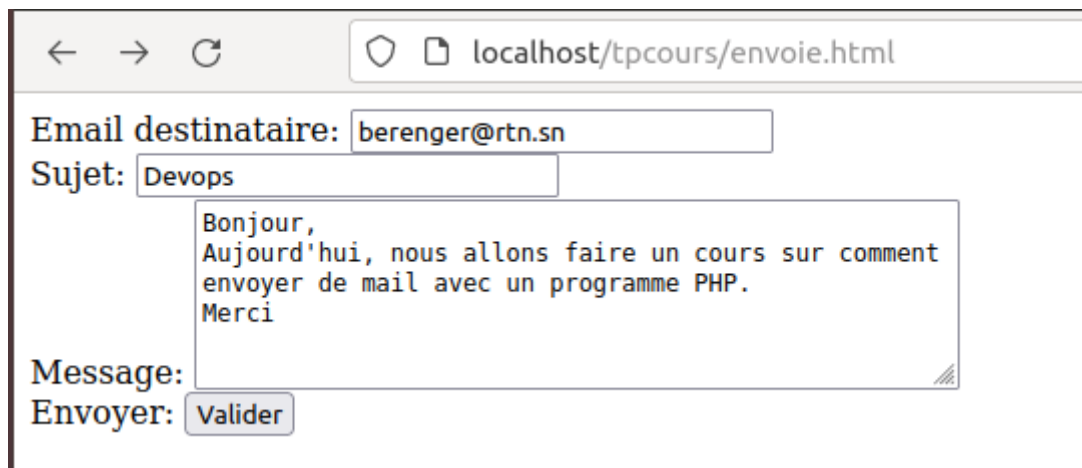 localhost/tpcours/envoie.html
Email destinataire: berenger@rtn.sn
Sujet: Devops
Bonjour,
Aujourd'hui, nous allons faire un cours sur comment
envoyer de mail avec un programme PHP.
Merci
Message:
Envoyer: Valider